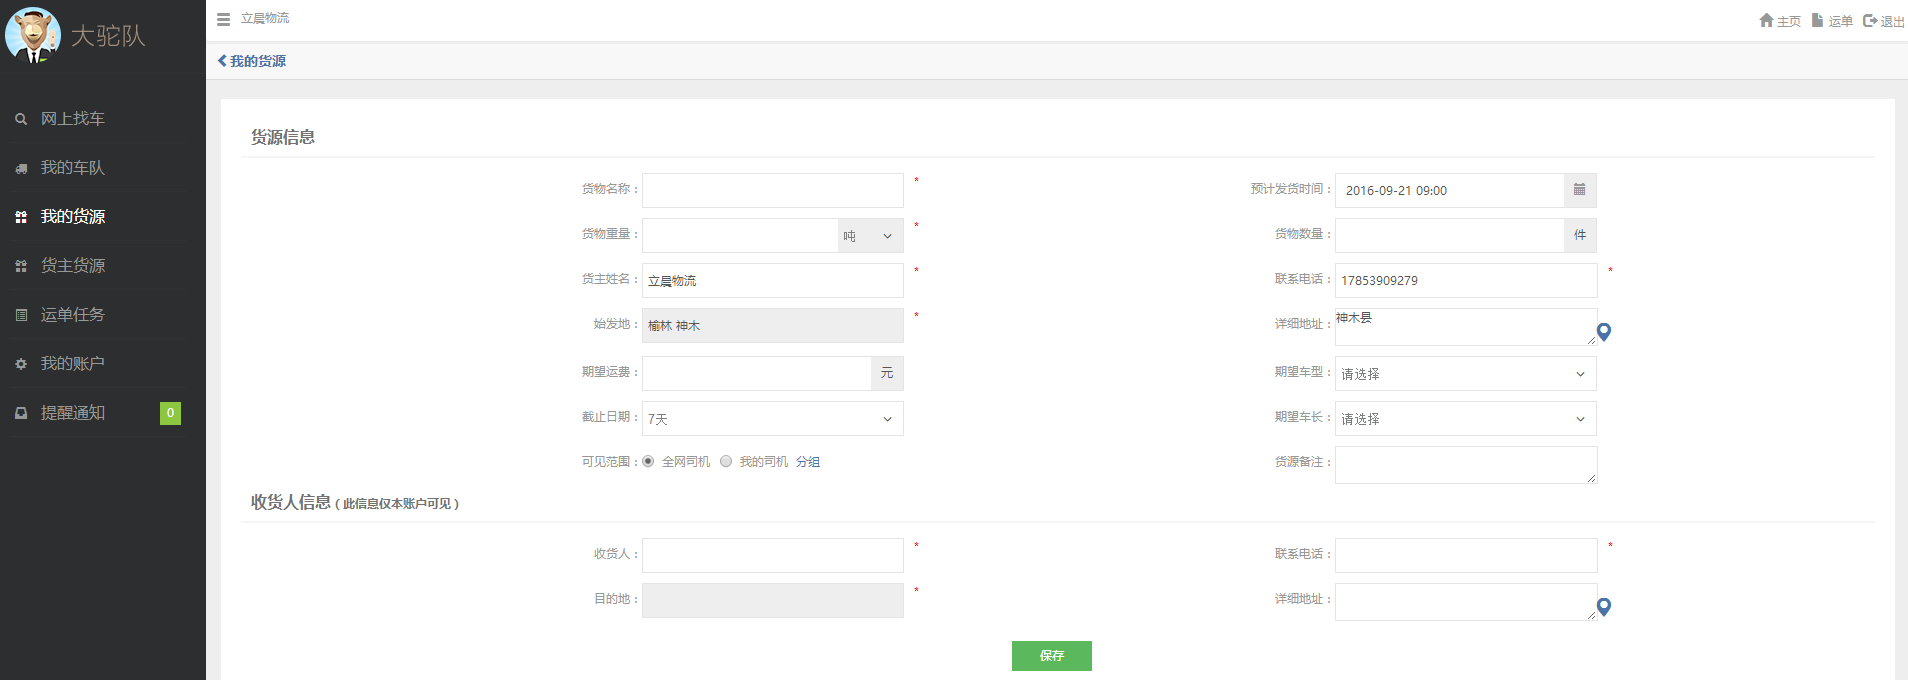 大驼队
立晨物流
主页 运单 退出
我的货源
网上找车
我的车队
我的货源
货主货源
运单任务
我的账户
提醒通知 0
货源信息
货物名称： *
预计发货时间： 2016-09-21 09:00
货物重量： 吨 *
货物数量： 件
货主姓名： 立晨物流 *
联系电话： 17853909279 *
始发地： 榆林 神木 *
详细地址： 神木县
期望运费： 元
期望车型： 请选择
截止日期： 7天
期望车长： 请选择
可见范围： 全网司机 我的司机 分组
货源备注：
收货人信息（此信息仅本账户可见）
收货人： *
联系电话： *
目的地： *
详细地址：
保存